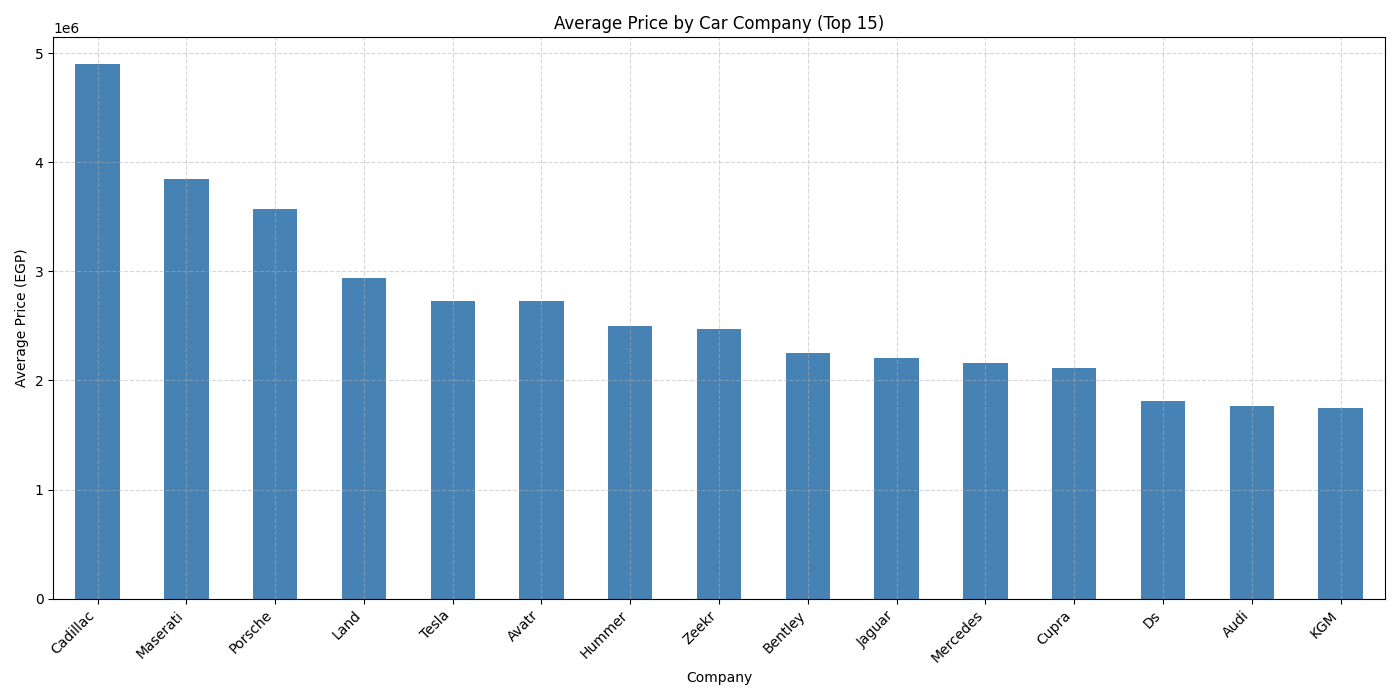 Average Price by Car Company (Top 15)
1e6
5
4
3
2
1
0
Average Price (EGP)
Cadillac
Maserati
Porsche
Land
Tesla
Avatr
Hummer
Zeekr
Bentley
Jaguar
Mercedes
Cupra
Ds
Audi
KGM
Company